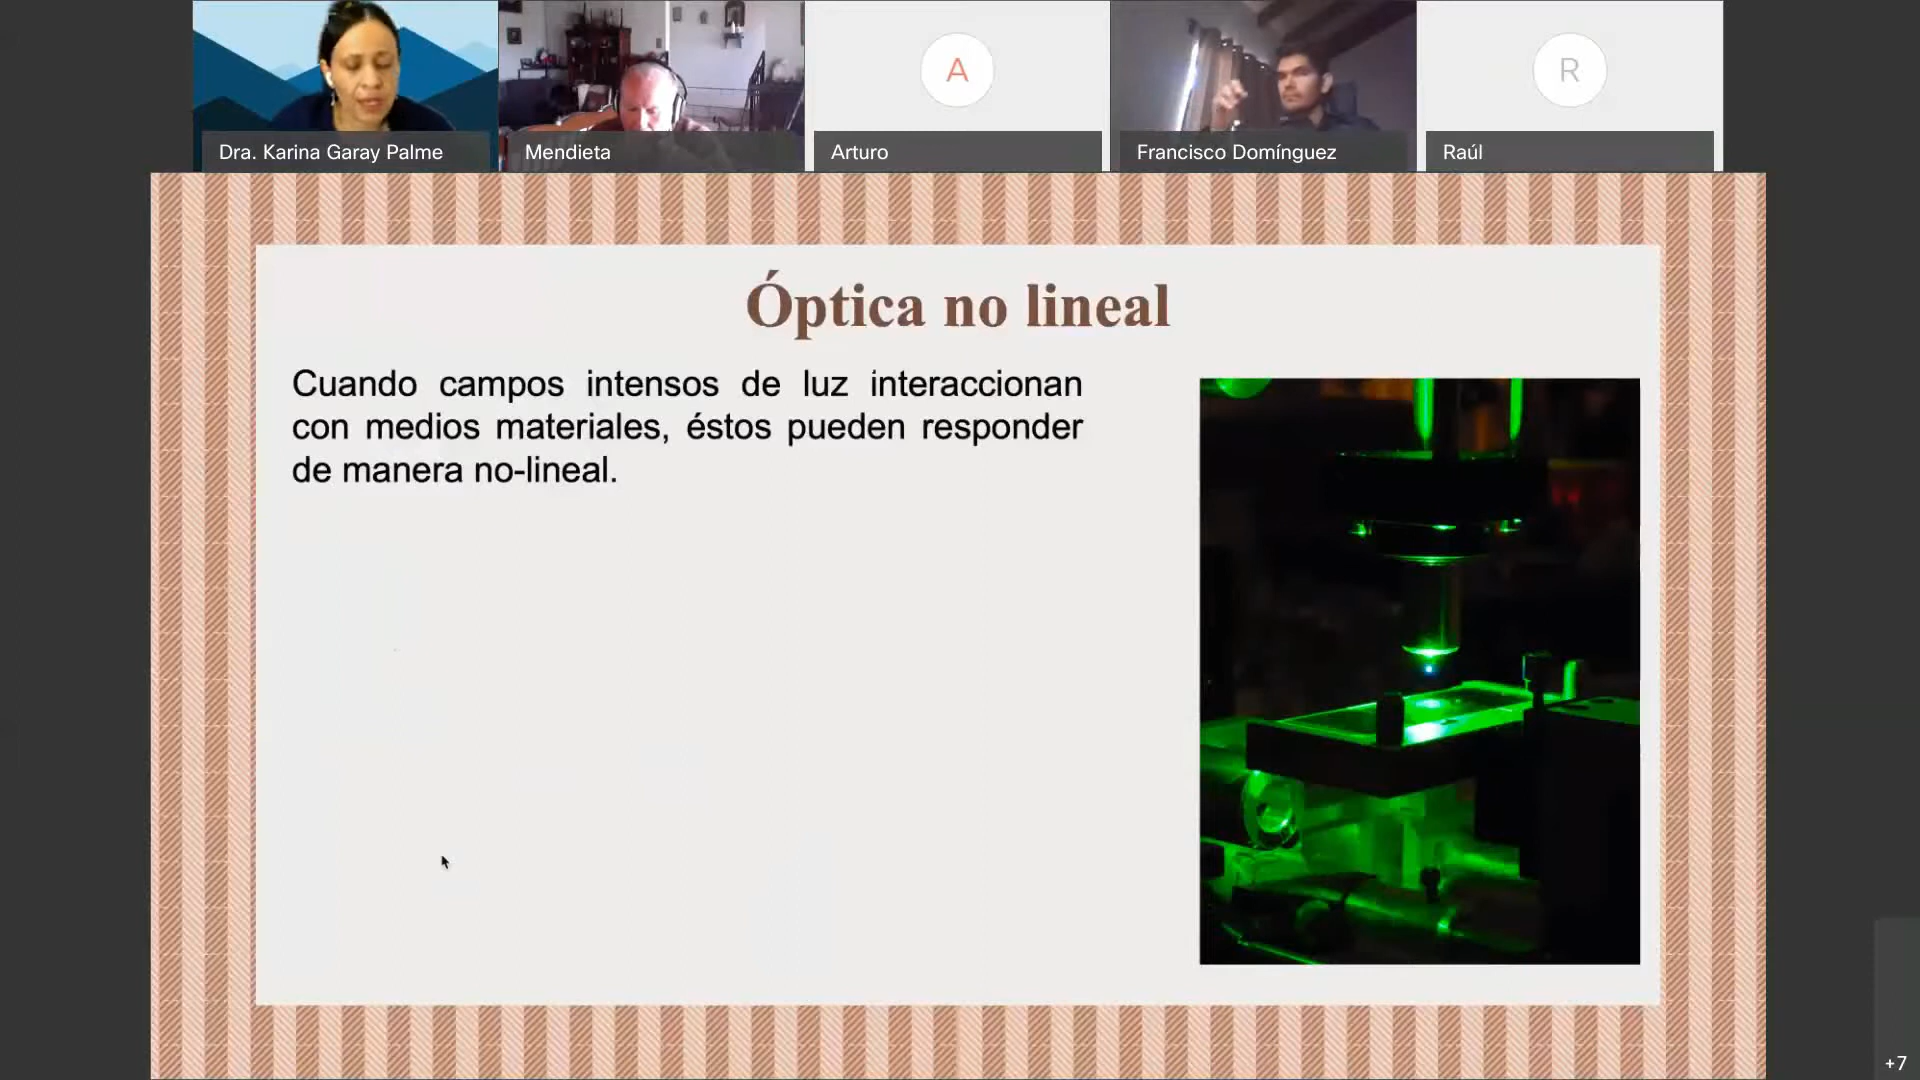 A
R
Dra. Karina Garay Palme
Mendieta
Arturo
Francisco Domínguez
Raúl
Óptica no lineal
Cuando campos intensos de luz interaccionan
con medios materiales, éstos pueden responder
de manera no-lineal.
+7